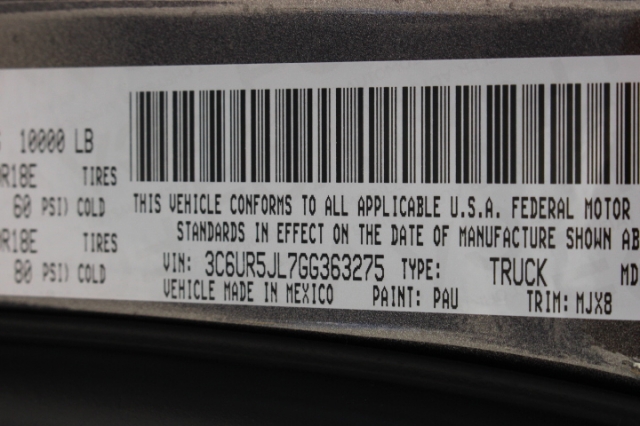 10000 LB
R18E TIRES
60 PSI) COLD
R18E TIRES
80 PSI) COLD
THIS VEHICLE CONFORMS TO ALL APPLICABLE U.S.A. FEDERAL MOTOR
STANDARDS IN EFFECT ON THE DATE OF MANUFACTURE SHOWN AB
VIN: 3C6UR5JL7GG363275 TYPE: TRUCK MD
VEHICLE MADE IN MEXICO PAINT: PAU TRIM: MJX8